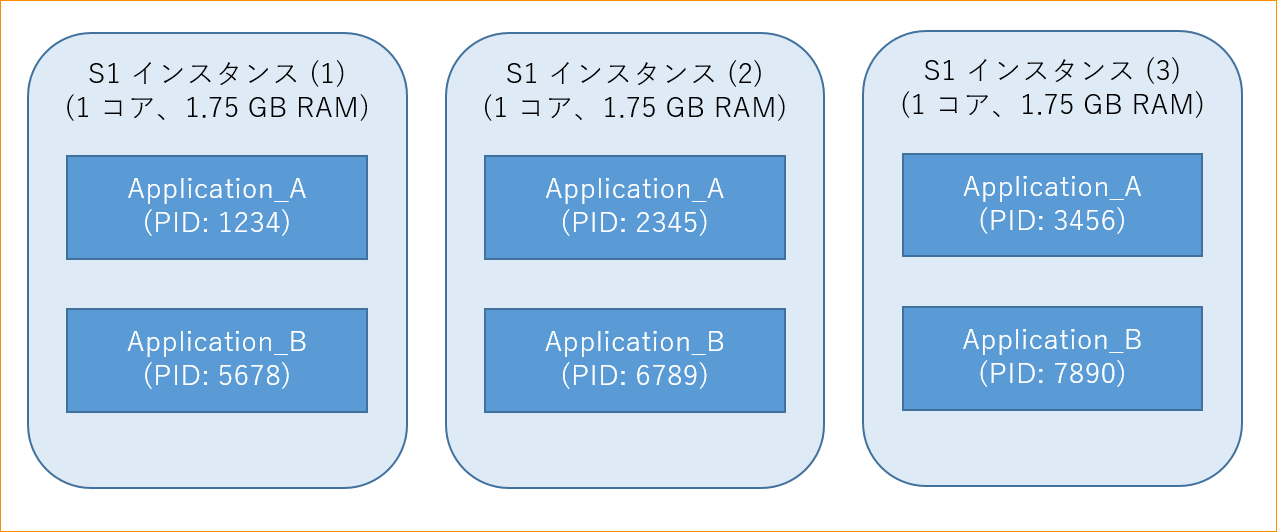 S1 インスタンス (1)
(1 コア、1.75 GB RAM)
Application_A
(PID: 1234)
Application_B
(PID: 5678)
S1 インスタンス (2)
(1 コア、1.75 GB RAM)
Application_A
(PID: 2345)
Application_B
(PID: 6789)
S1 インスタンス (3)
(1 コア、1.75 GB RAM)
Application_A
(PID: 3456)
Application_B
(PID: 7890)